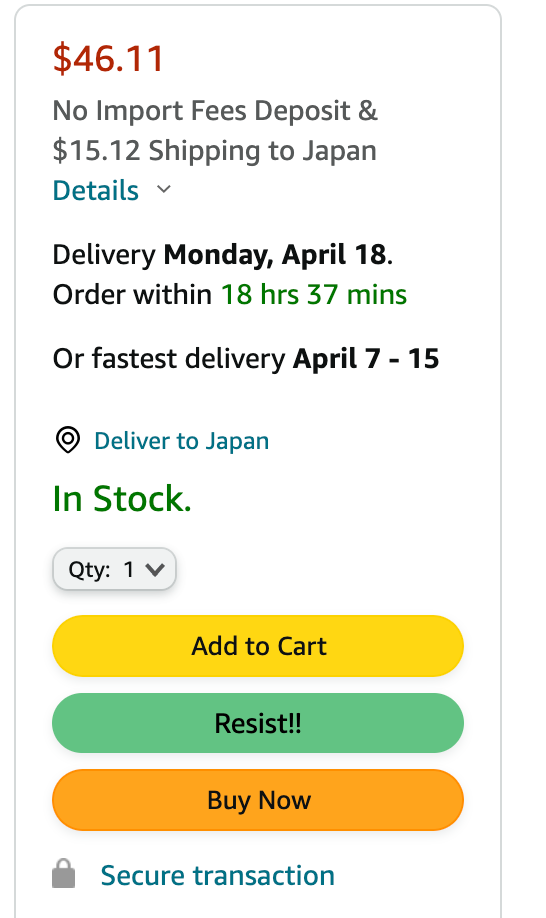 $46.11
No Import Fees Deposit &
$15.12 Shipping to Japan
Details
Delivery Monday, April 18.
Order within 18 hrs 37 mins
Or fastest delivery April 7 - 15
Deliver to Japan
In Stock.
Qty: 1
Add to Cart
Resist!!
Buy Now
Secure transaction